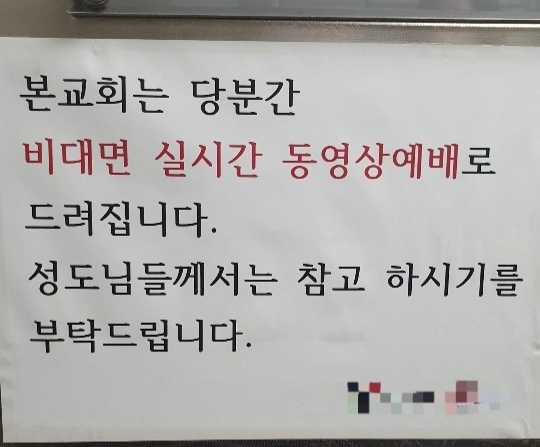 본교회는 당분간
비대면 실시간 동영상예배로
드려집니다.
성도님들께서는 참고 하시기를
부탁드립니다.